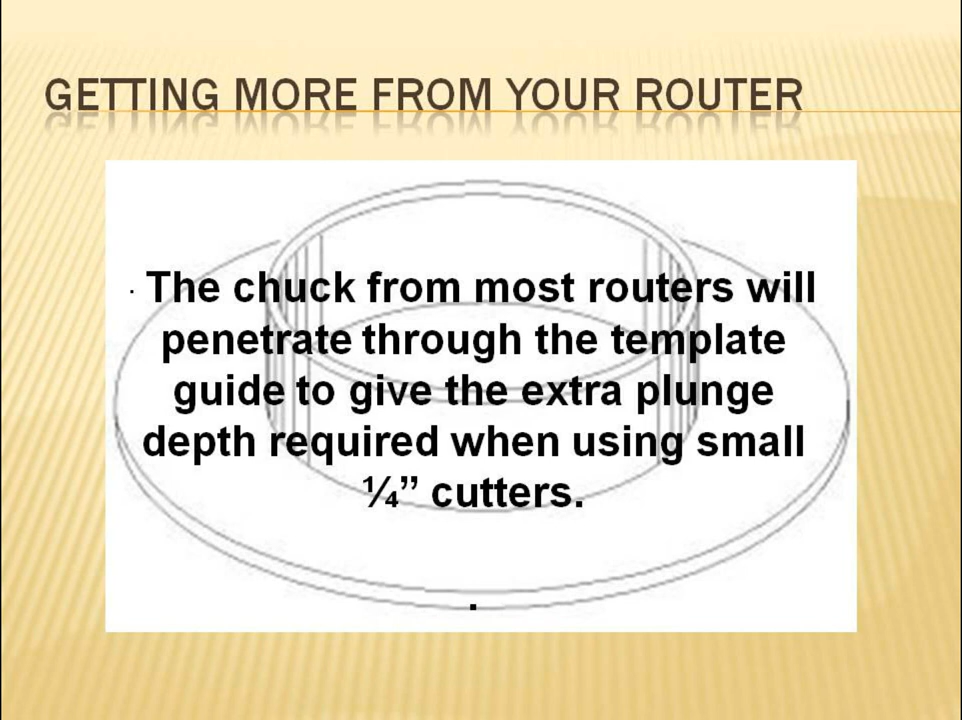 GETTING MORE FROM YOUR ROUTER
· The chuck from most routers will
penetrate through the template
guide to give the extra plunge
depth required when using small
¼” cutters.
.